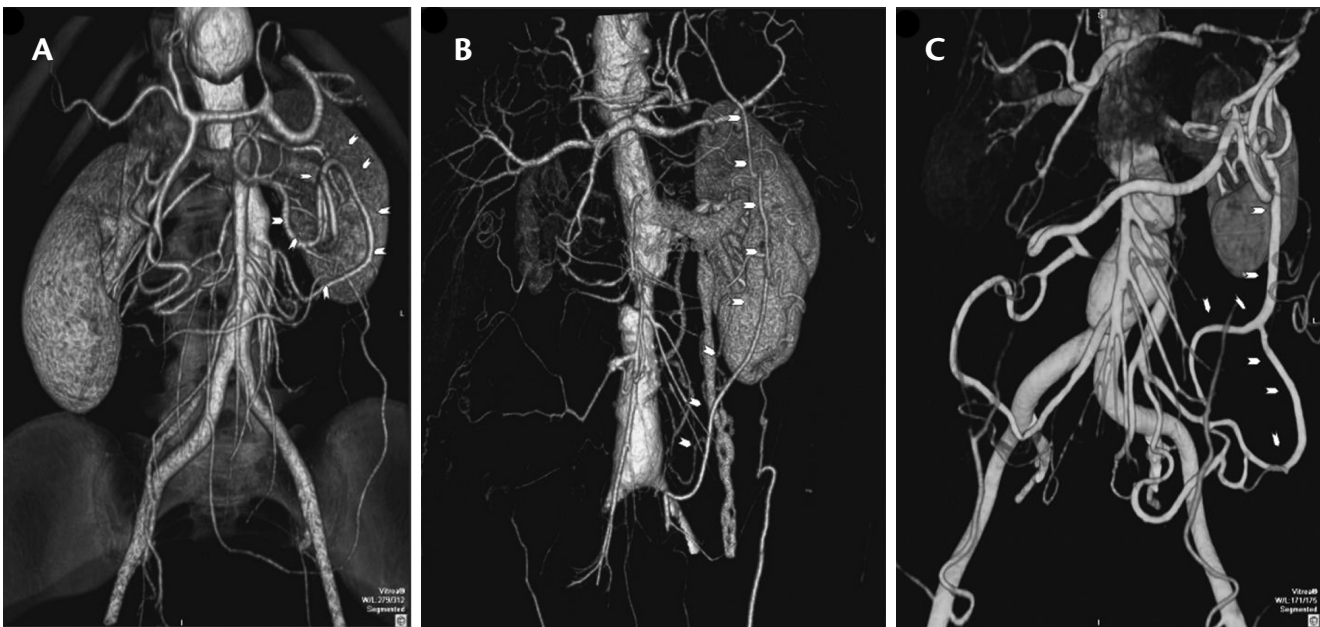 A
B
C
S
L
L
Vitrea®
W/L:279/312
Segmented
I
Vitrea®
W/L:171/175
Segmented
I